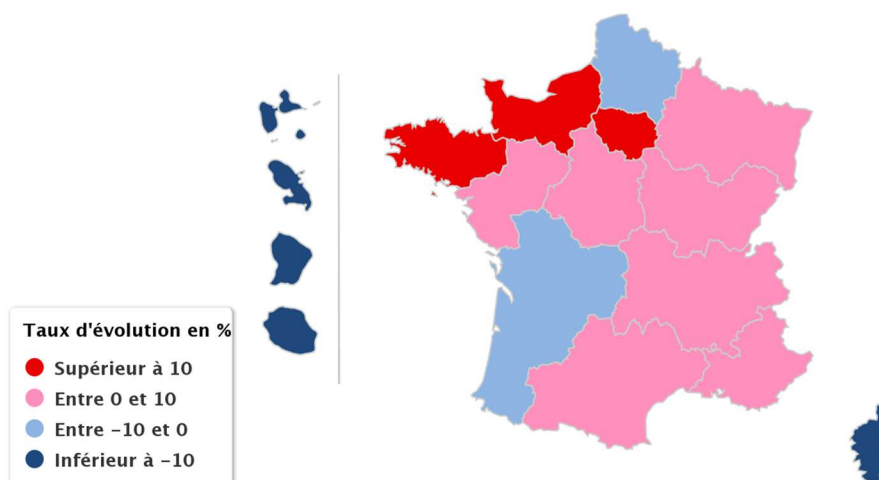 Taux d'évolution en %
Supérieur à 10
Entre 0 et 10
Entre −10 et 0
Inférieur à −10